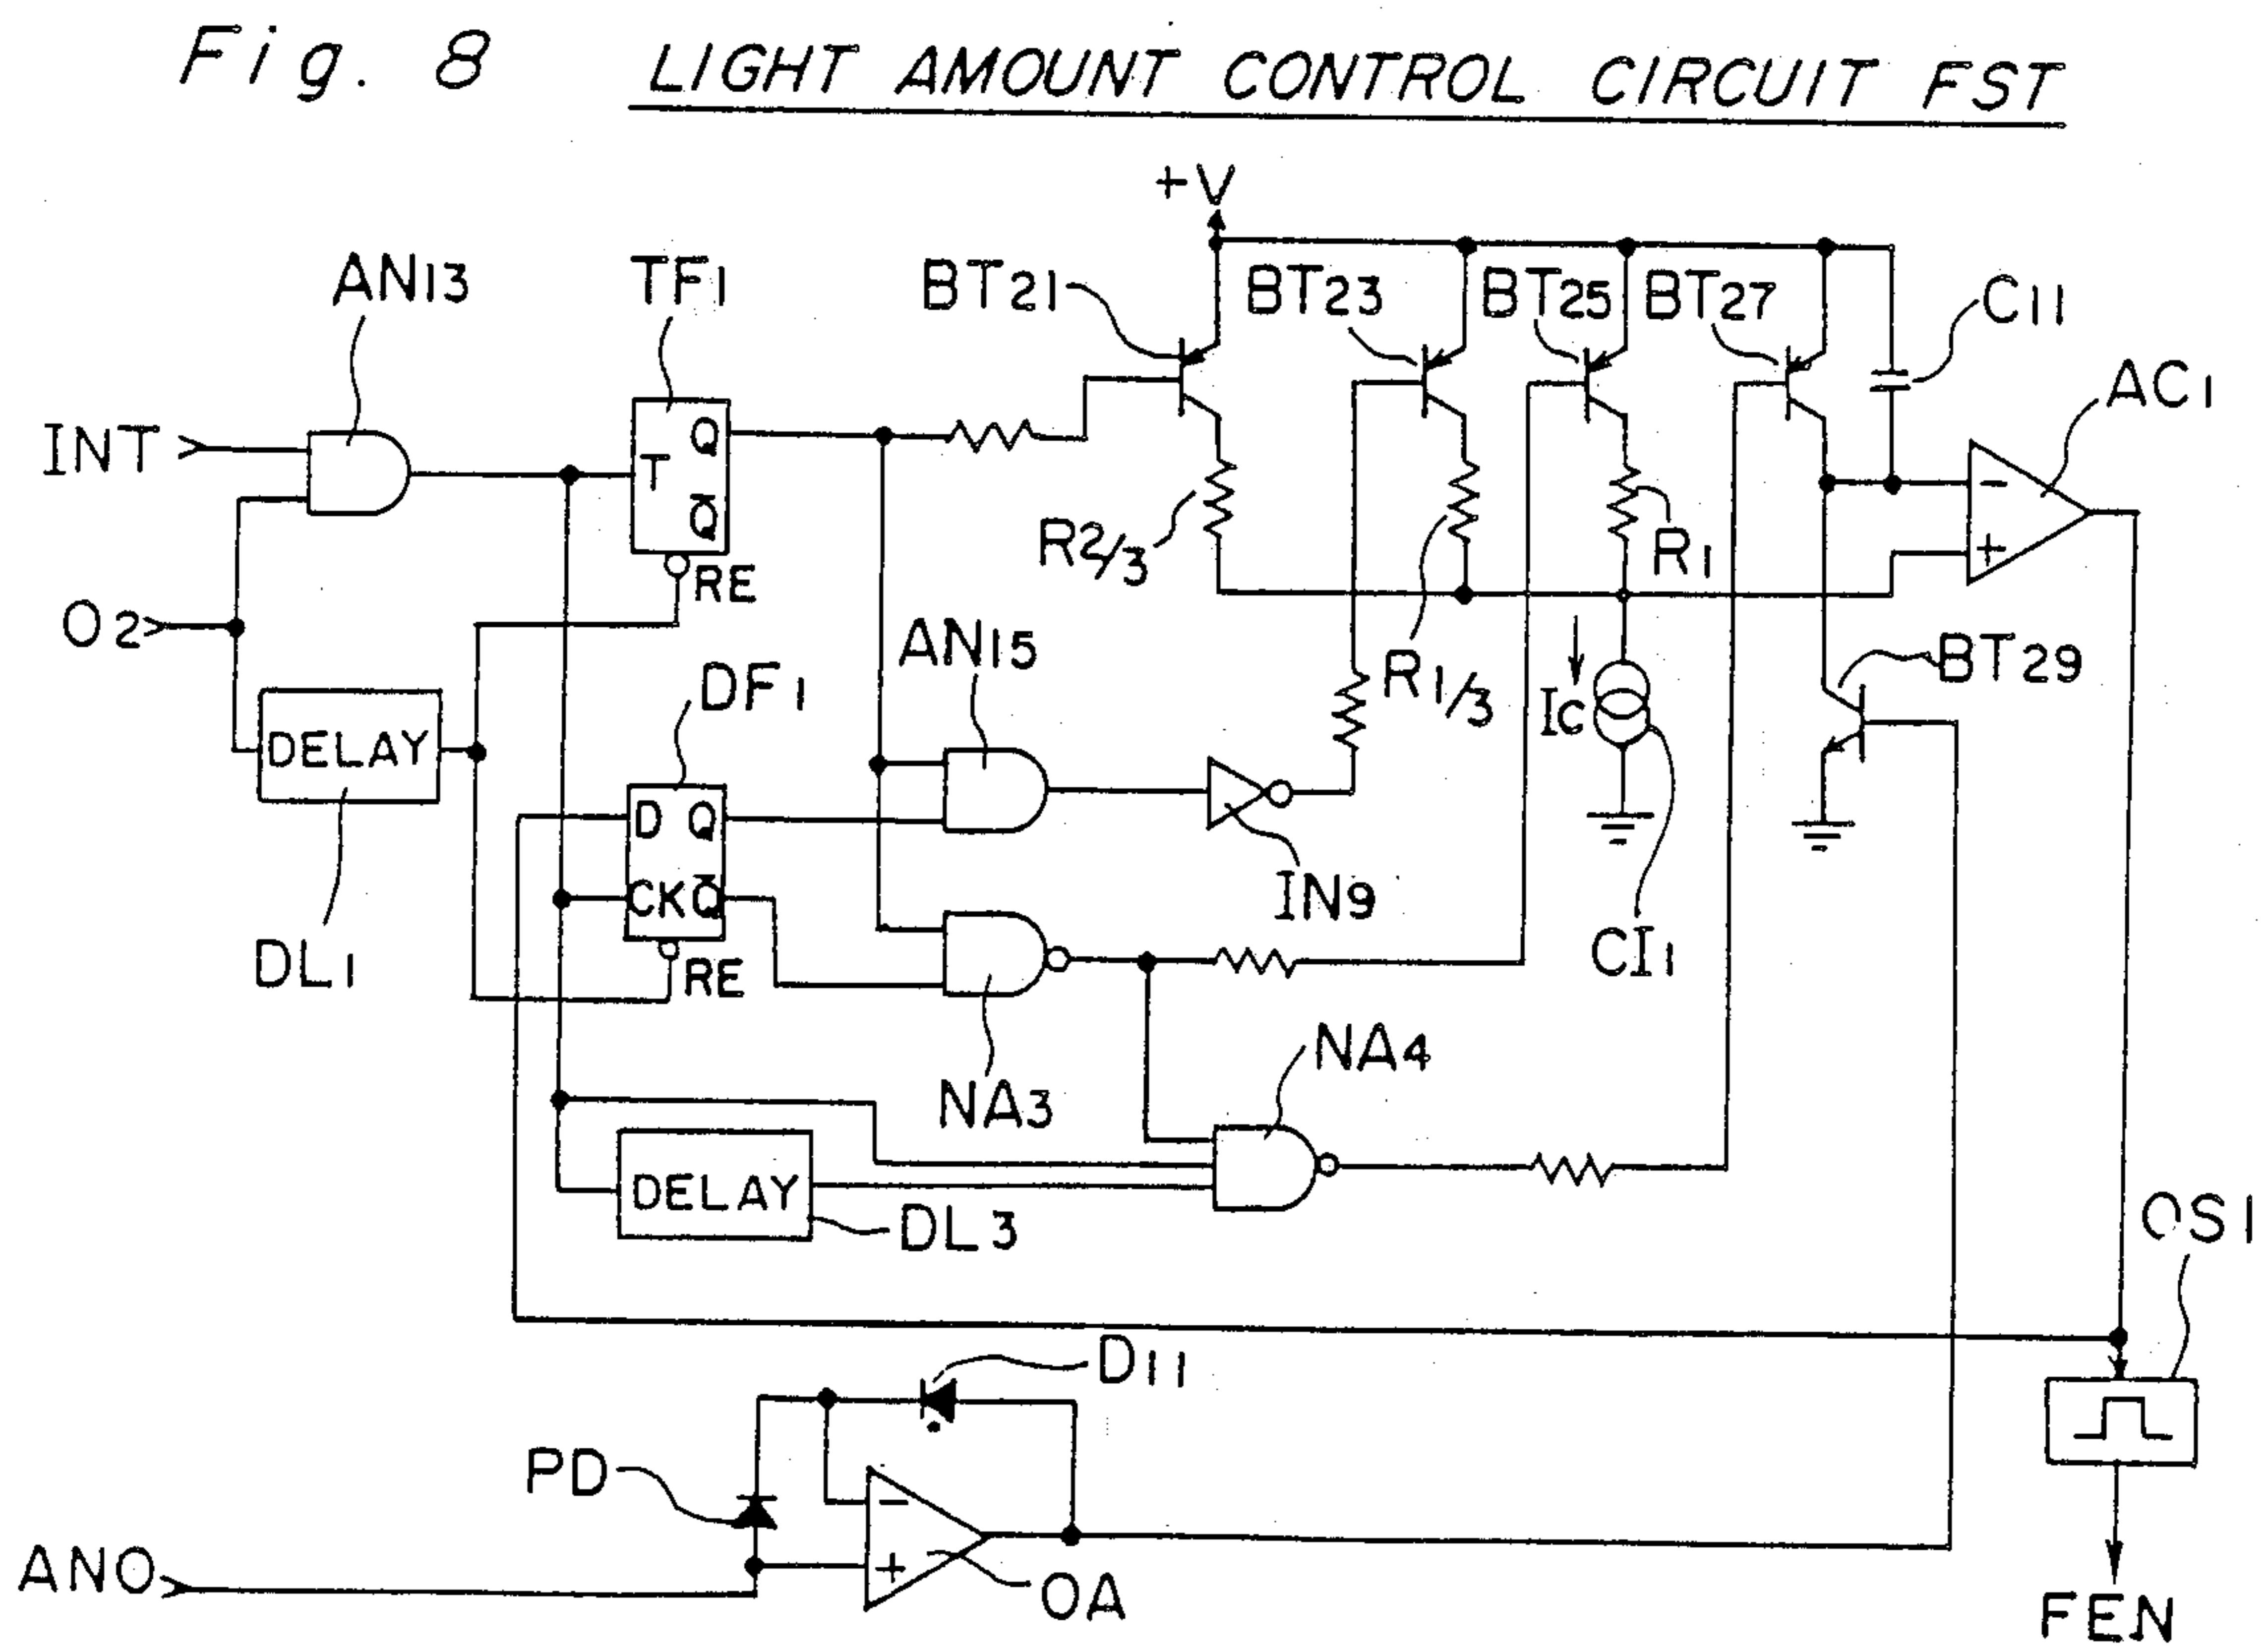 Fig. 8 LIGHT AMOUNT CONTROL CIRCUIT FST
+V
AN13
TF1
BT21
BT23
BT25
BT27
C11
AC1
INT
T
Q
Q̄
RE
R2/3
R1
−
+
O2
DELAY
DL1
DF1
AN15
R1/3
Ic
BT29
D
Q
CK
Q̄
RE
IN9
CI1
NA3
NA4
DELAY
DL3
OS1
D11
PD
−
+
OA
ANO
FEN